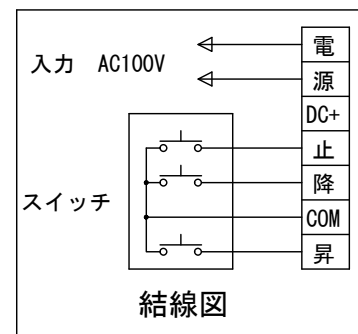 入力 AC100V
電
源
DC+
止
降
COM
昇
スイッチ
結線図